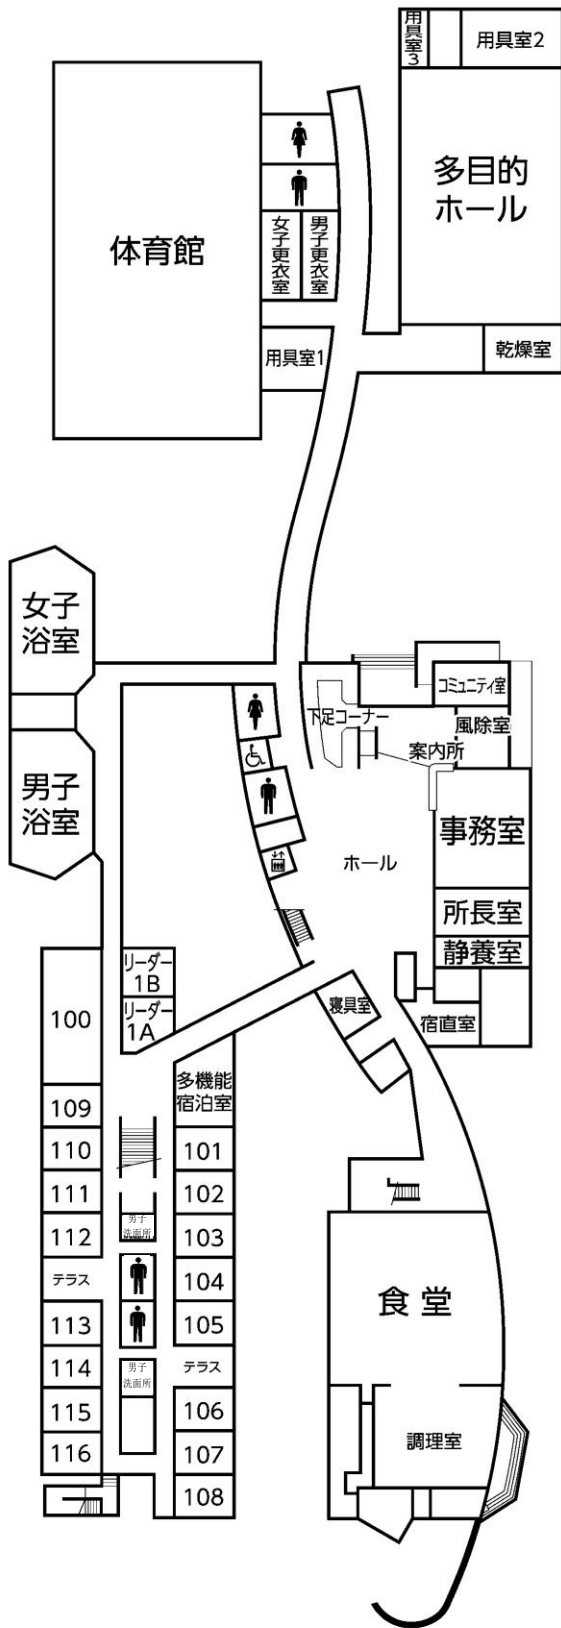 用具室3
用具室2
多目的
ホール
体育館
女子更衣室
男子更衣室
用具室1
乾燥室
女子
浴室
男子
浴室
コミュニティ室
下足コーナー
風除室
案内所
事務室
ホール
所長室
静養室
宿直室
寝具室
リーダー
1B
リーダー
1A
100
多機能
宿泊室
109
110
101
111
102
男子
洗面所
112
103
テラス
104
113
105
114
男子
洗面所
テラス
115
106
116
107
108
食堂
調理室